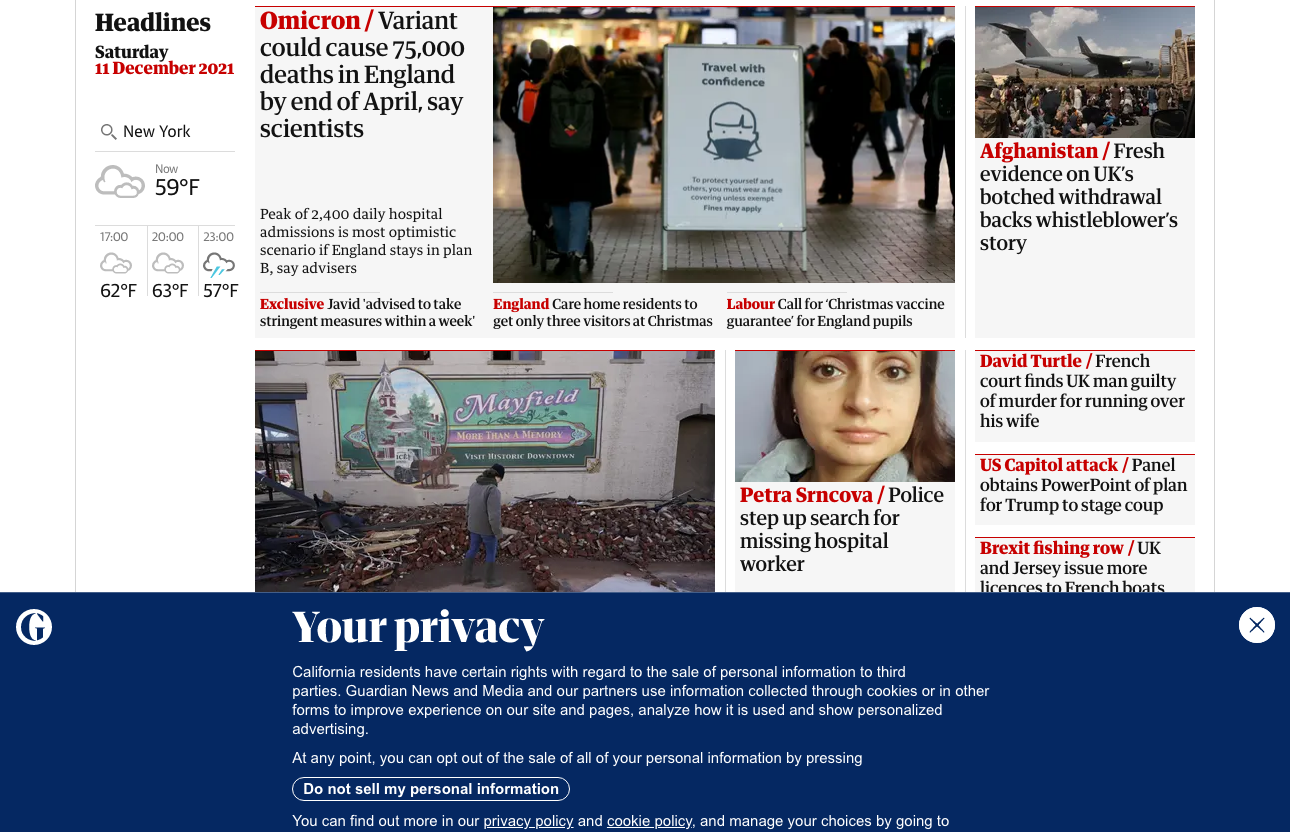 Headlines
Saturday
11 December 2021
New York
Now
59°F
17:00
20:00
23:00
62°F
63°F
57°F
Omicron / Variant
could cause 75,000
deaths in England
by end of April, say
scientists
Peak of 2,400 daily hospital
admissions is most optimistic
scenario if England stays in plan
B, say advisers
Travel with
confidence
To protect yourself and
others, you must wear a face
covering unless exempt
Fines may apply
Exclusive Javid 'advised to take
stringent measures within a week'
England Care home residents to
get only three visitors at Christmas
Labour Call for ‘Christmas vaccine
guarantee’ for England pupils
Afghanistan / Fresh
evidence on UK’s
botched withdrawal
backs whistleblower’s
story
Mayfield
MORE THAN A MEMORY
VISIT HISTORIC DOWNTOWN
ICE
Petra Srncova / Police
step up search for
missing hospital
worker
David Turtle / French
court finds UK man guilty
of murder for running over
his wife
US Capitol attack / Panel
obtains PowerPoint of plan
for Trump to stage coup
Brexit fishing row / UK
and Jersey issue more
licences to French boats
Your privacy
California residents have certain rights with regard to the sale of personal information to third
parties. Guardian News and Media and our partners use information collected through cookies or in other
forms to improve experience on our site and pages, analyze how it is used and show personalized
advertising.
At any point, you can opt out of the sale of all of your personal information by pressing
Do not sell my personal information
You can find out more in our privacy policy and cookie policy, and manage your choices by going to